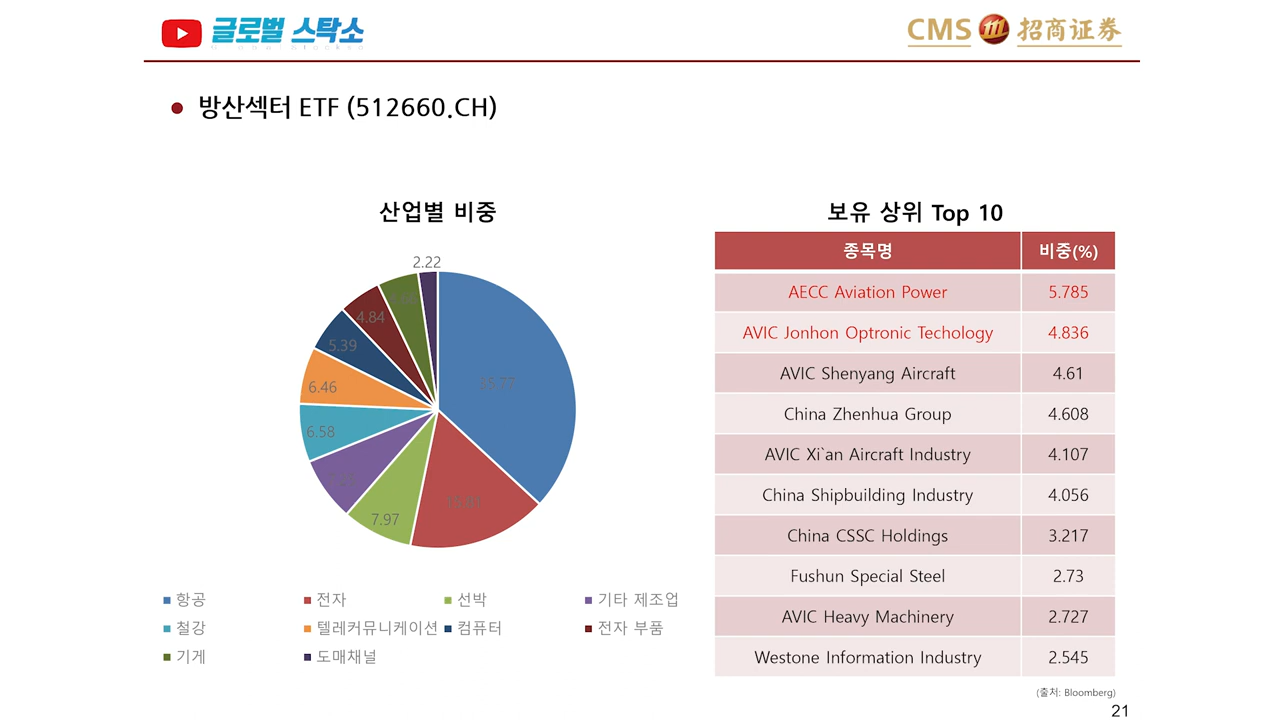 글로벌 스탁소
CMS 招商证券
● 방산섹터 ETF (512660.CH)
산업별 비중
2.22
4.84
5.39
6.46
6.58
7.97
■ 항공 ■ 전자 ■ 선박 ■ 기타 제조업
■ 철강 ■ 텔레커뮤니케이션 ■ 컴퓨터 ■ 전자 부품
■ 기게 ■ 도매채널
보유 상위 Top 10
종목명 비중(%)
AECC Aviation Power 5.785
AVIC Jonhon Optronic Techology 4.836
AVIC Shenyang Aircraft 4.61
China Zhenhua Group 4.608
AVIC Xi`an Aircraft Industry 4.107
China Shipbuilding Industry 4.056
China CSSC Holdings 3.217
Fushun Special Steel 2.73
AVIC Heavy Machinery 2.727
Westone Information Industry 2.545
(출처: Bloomberg)
21